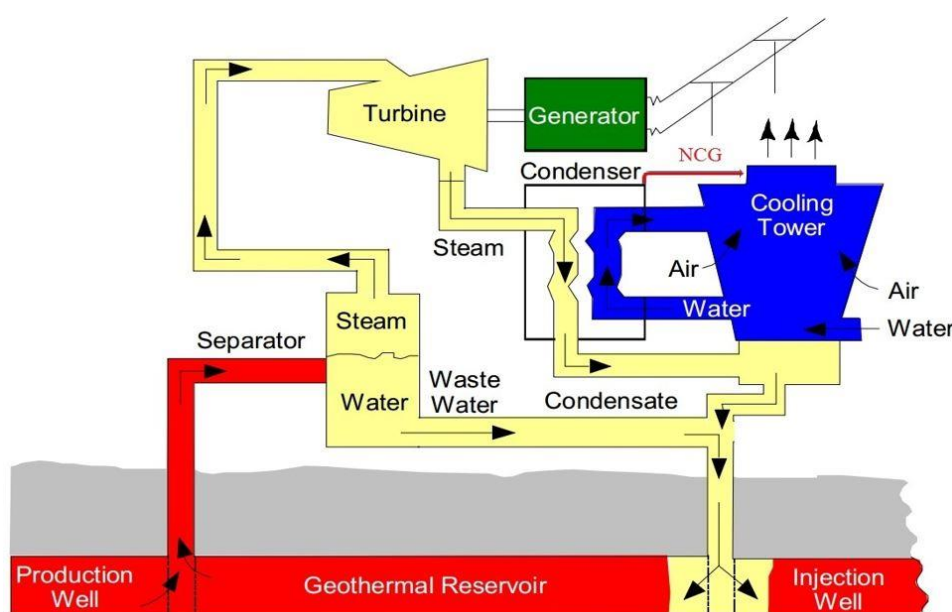 Turbine
Generator
NCG
Condenser
Cooling
Tower
Steam
Air
Air
Steam
Water
Water
Separator
Water
Waste
Water
Condensate
Production
Well
Geothermal Reservoir
Injection
Well